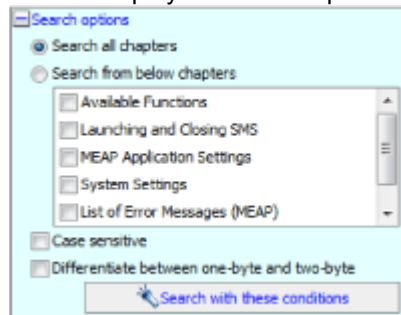 Search options
Search all chapters
Search from below chapters
Available Functions
Launching and Closing SMS
MEAP Application Settings
System Settings
List of Error Messages (MEAP)
Case sensitive
Differentiate between one-byte and two-byte
Search with these conditions